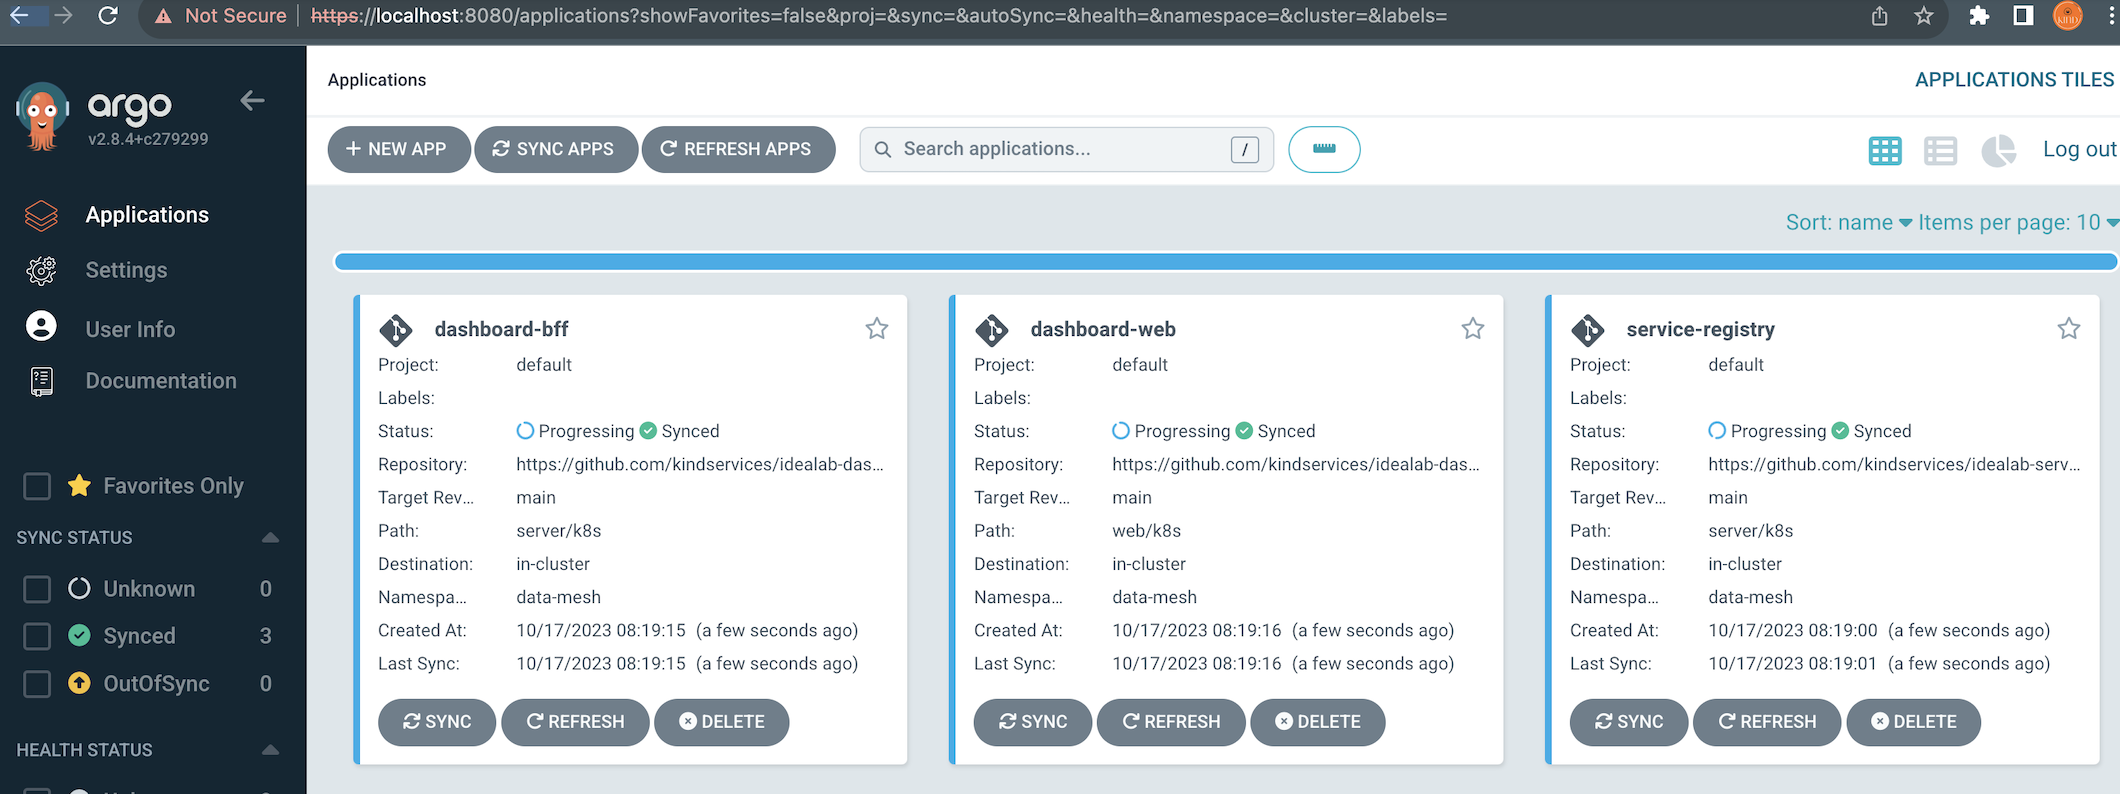 Not Secure https://localhost:8080/applications?showFavorites=false&proj=&sync=&autoSync=&health=&namespace=&cluster=&labels=
KIND
argo
v2.8.4+c279299
Applications
Settings
User Info
Documentation
Favorites Only
SYNC STATUS
Unknown 0
Synced 3
OutOfSync 0
HEALTH STATUS
Applications
APPLICATIONS TILES
+ NEW APP SYNC APPS REFRESH APPS Search applications... / Log out
Sort: name Items per page: 10
dashboard-bff
Project: default
Labels:
Status: Progressing Synced
Repository: https://github.com/kindservices/idealab-das...
Target Rev... main
Path: server/k8s
Destination: in-cluster
Namespa... data-mesh
Created At: 10/17/2023 08:19:15 (a few seconds ago)
Last Sync: 10/17/2023 08:19:15 (a few seconds ago)
SYNC REFRESH DELETE
dashboard-web
Project: default
Labels:
Status: Progressing Synced
Repository: https://github.com/kindservices/idealab-das...
Target Rev... main
Path: web/k8s
Destination: in-cluster
Namespa... data-mesh
Created At: 10/17/2023 08:19:16 (a few seconds ago)
Last Sync: 10/17/2023 08:19:16 (a few seconds ago)
SYNC REFRESH DELETE
service-registry
Project: default
Labels:
Status: Progressing Synced
Repository: https://github.com/kindservices/idealab-serv...
Target Rev... main
Path: server/k8s
Destination: in-cluster
Namespa... data-mesh
Created At: 10/17/2023 08:19:00 (a few seconds ago)
Last Sync: 10/17/2023 08:19:01 (a few seconds ago)
SYNC REFRESH DELETE